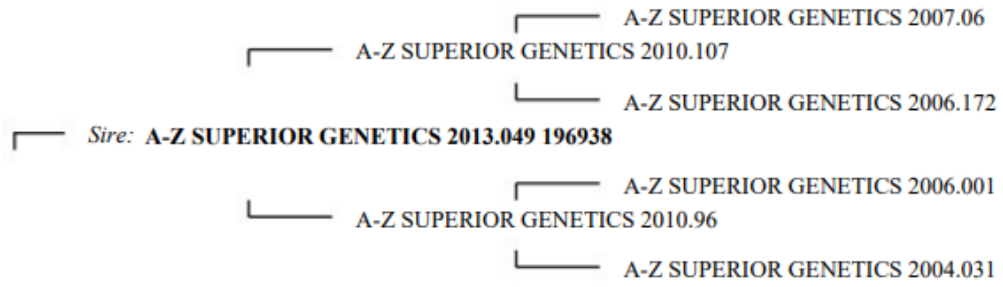 A-Z SUPERIOR GENETICS 2007.06
A-Z SUPERIOR GENETICS 2010.107
A-Z SUPERIOR GENETICS 2006.172
Sire: A-Z SUPERIOR GENETICS 2013.049 196938
A-Z SUPERIOR GENETICS 2006.001
A-Z SUPERIOR GENETICS 2010.96
A-Z SUPERIOR GENETICS 2004.031